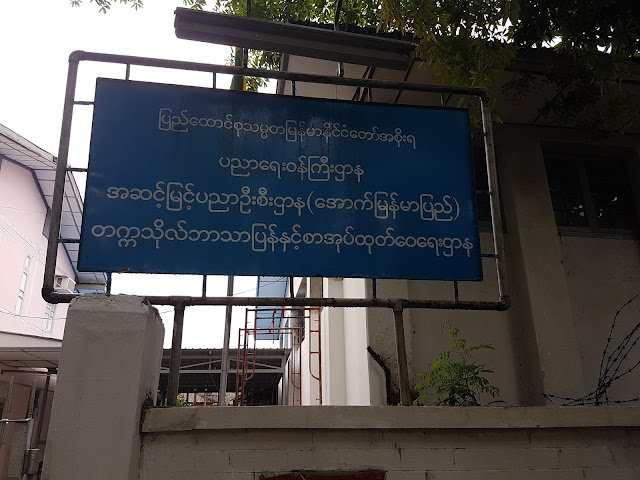 ပြည်ထောင်စုသမ္မတမြန်မာနိုင်ငံတော်အစိုးရ
ပညာရေးဝန်ကြီးဌာန
အဆင့်မြင့်ပညာဦးစီးဌာန(အောက်မြန်မာပြည်)
တက္ကသိုလ်ဘာသာပြန်နှင့်စာအုပ်ထုတ်ဝေရေးဌာန